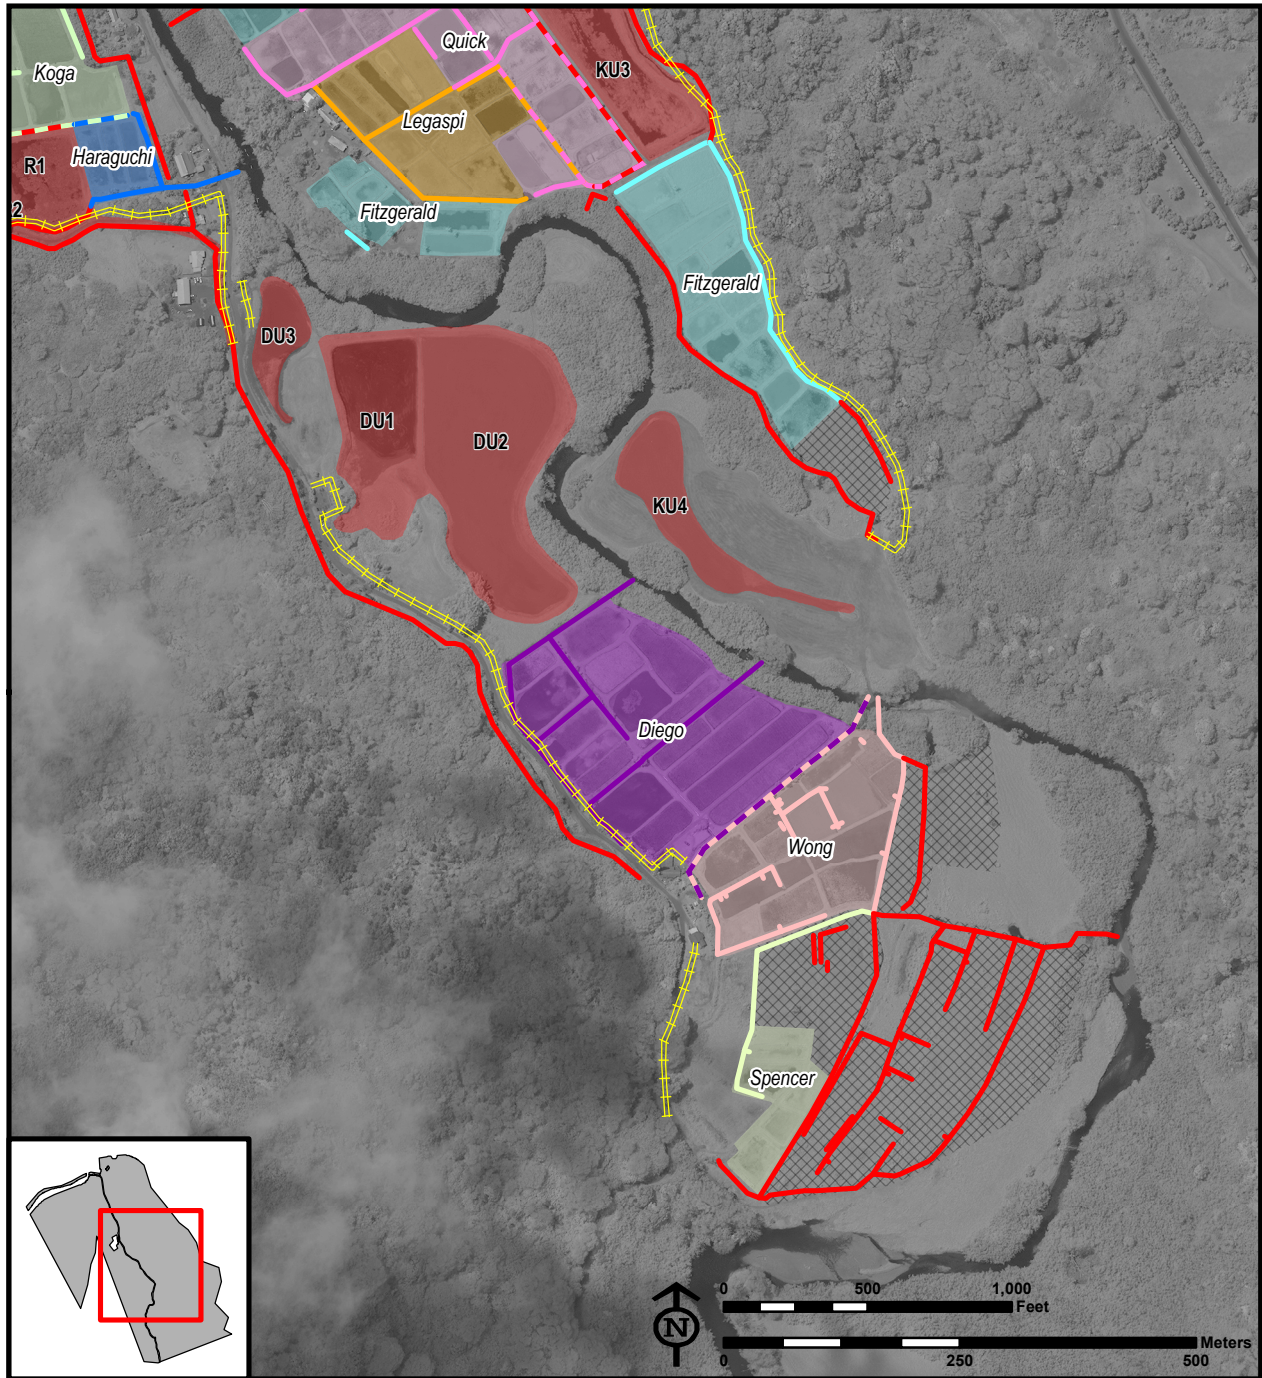 Quick
Koga
KU3
Legaspi
Haraguchi
R1
2
Fitzgerald
Fitzgerald
DU3
DU1
DU2
KU4
Diego
Wong
Spencer
0 500 1,000
Feet
N
Meters
0 250 500